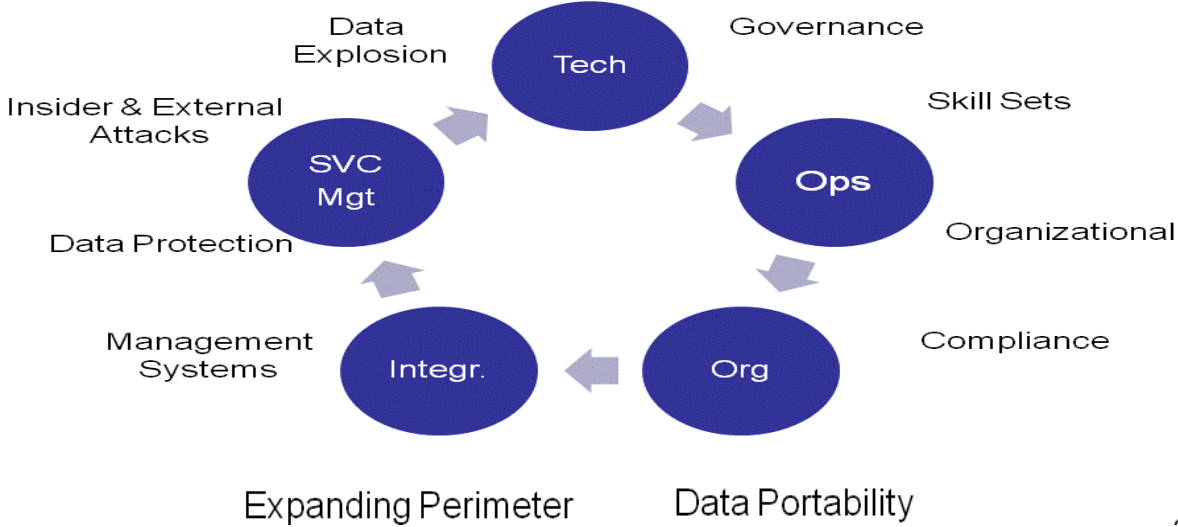 Data
Explosion
Tech
Governance
Insider & External
Attacks
Skill Sets
SVC
Mgt
Ops
Data Protection
Organizational
Management
Systems
Integr.
Org
Compliance
Expanding Perimeter
Data Portability